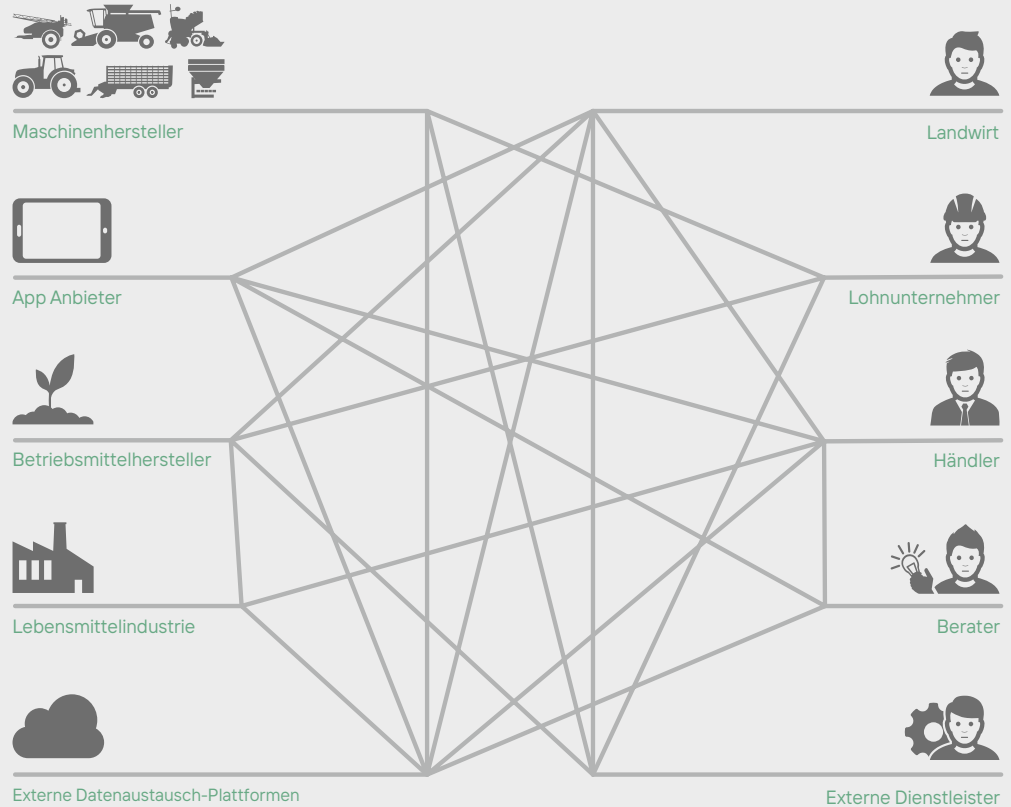 Maschinenhersteller
Landwirt
App Anbieter
Lohnunternehmer
Betriebsmittelhersteller
Händler
Lebensmittelindustrie
Berater
Externe Datenaustausch-Plattformen
Externe Dienstleister